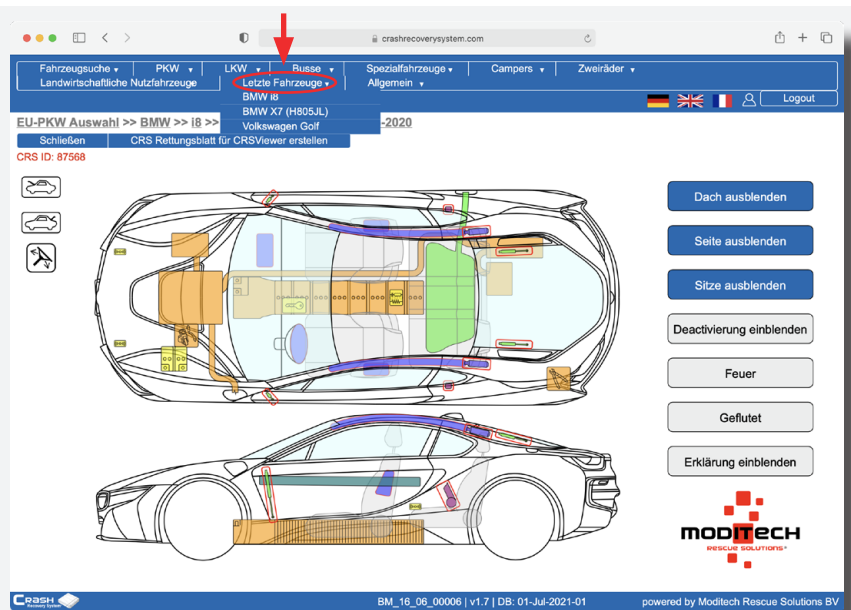 crashrecoverysystem.com
Fahrzeugsuche PKW LKW Busse Spezialfahrzeuge Campers Zweiräder
Landwirtschaftliche Nutzfahrzeuge Letzte Fahrzeuge Allgemein
BMW i8
BMW X7 (H805JL)
Volkswagen Golf
Logout
EU-PKW Auswahl >> BMW >> i8 >> -2020
Schließen CRS Rettungsblatt für CRSViewer erstellen
CRS ID: 87568
Dach ausblenden
Seite ausblenden
Sitze ausblenden
Deactivierung einblenden
Feuer
Geflutet
Erklärung einblenden
MODITECH
RESCUE SOLUTIONS
CRASH
Recovery System
BM_16_06_00006 | v1.7 | DB: 01-Jul-2021-01
powered by Moditech Rescue Solutions BV